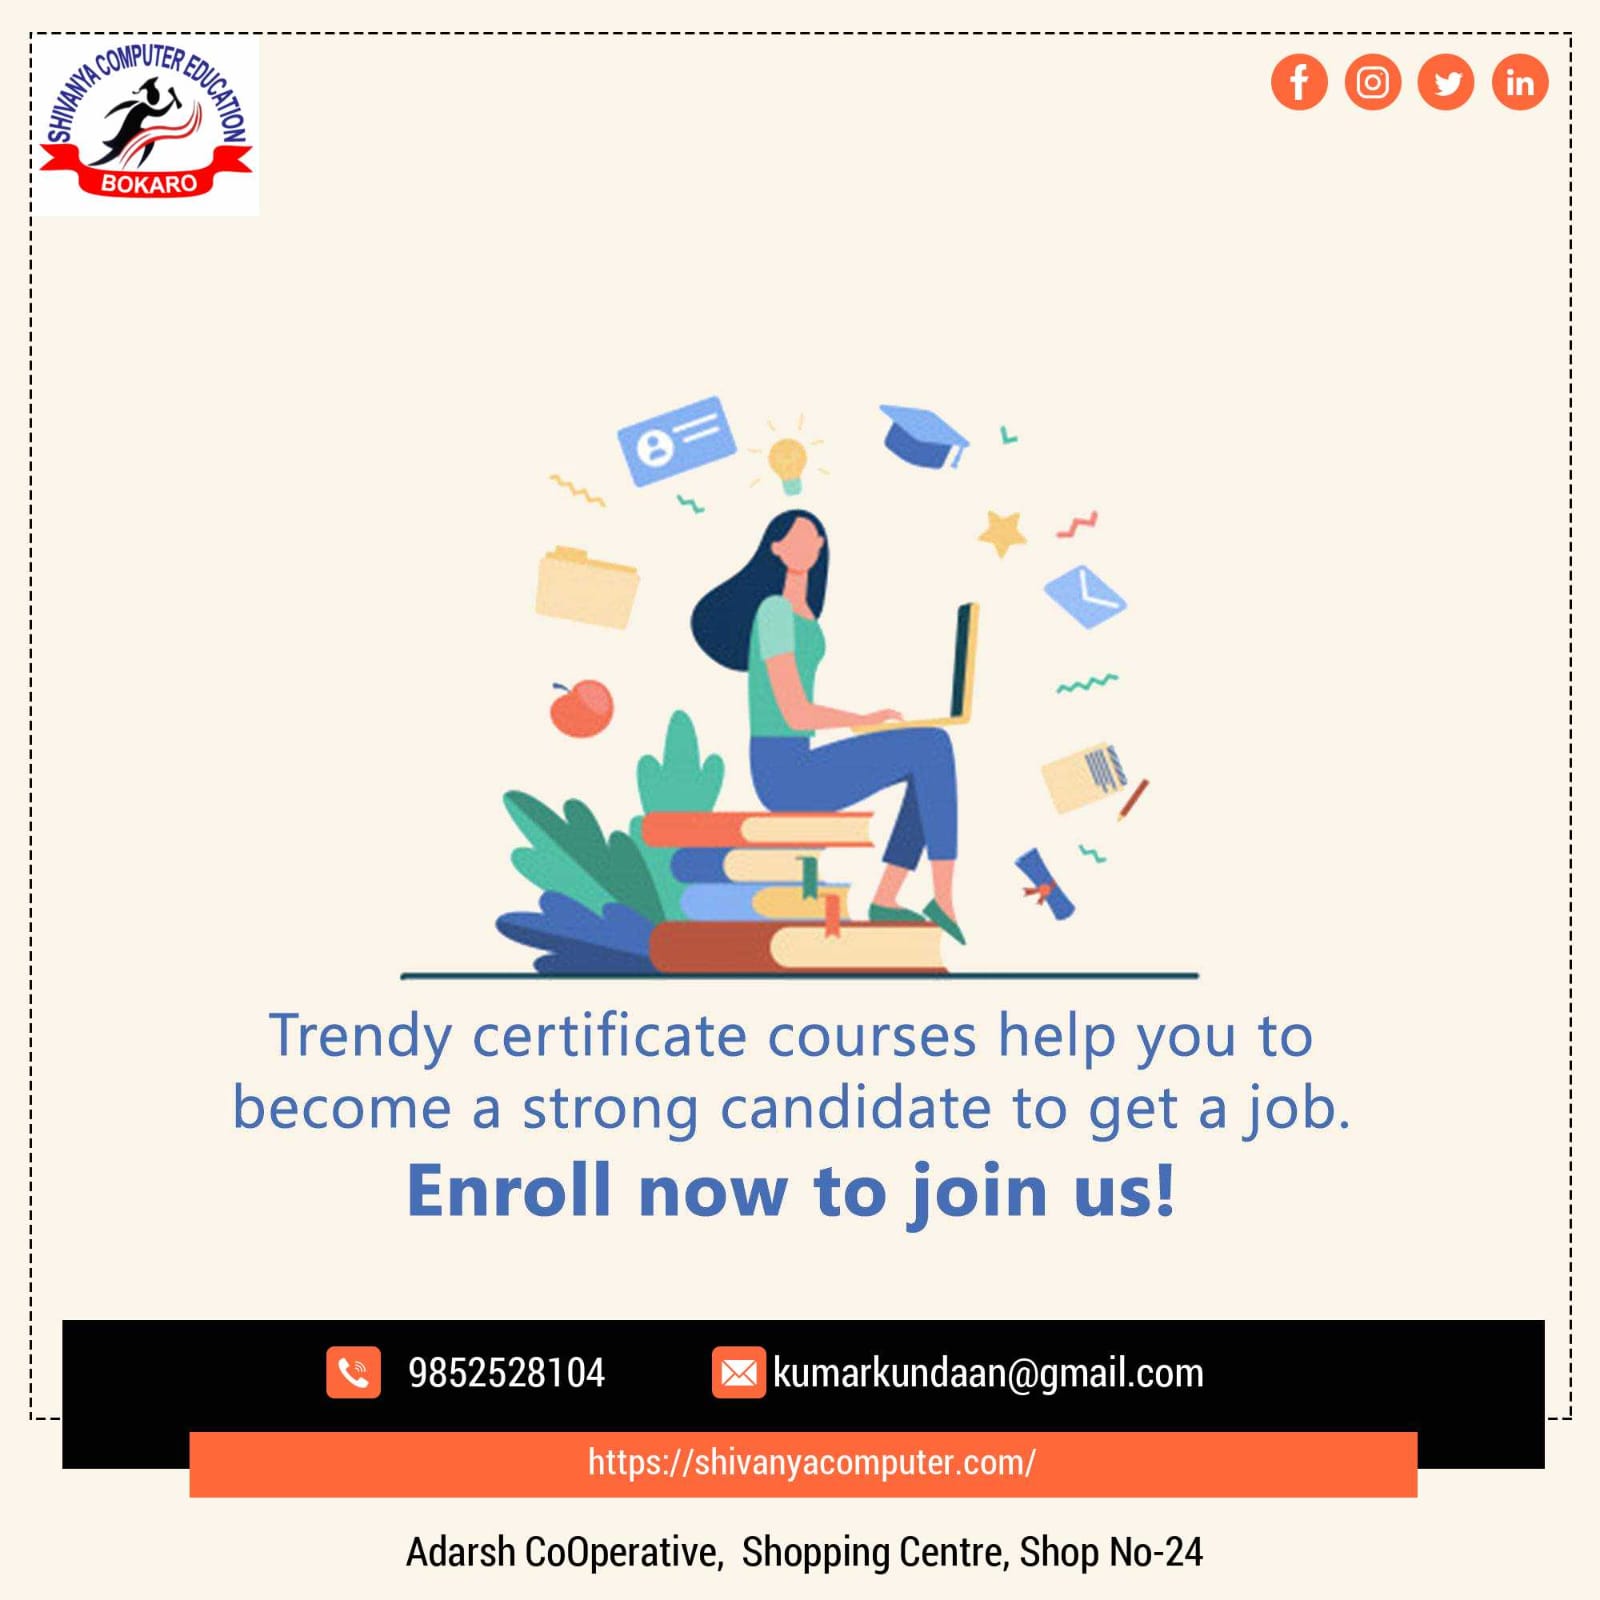 SHIVANYA COMPUTER EDUCATION
BOKARO
Trendy certificate courses help you to
become a strong candidate to get a job.
Enroll now to join us!
9852528104
kumarkundaan@gmail.com
https://shivanyacomputer.com/
Adarsh CoOperative, Shopping Centre, Shop No-24